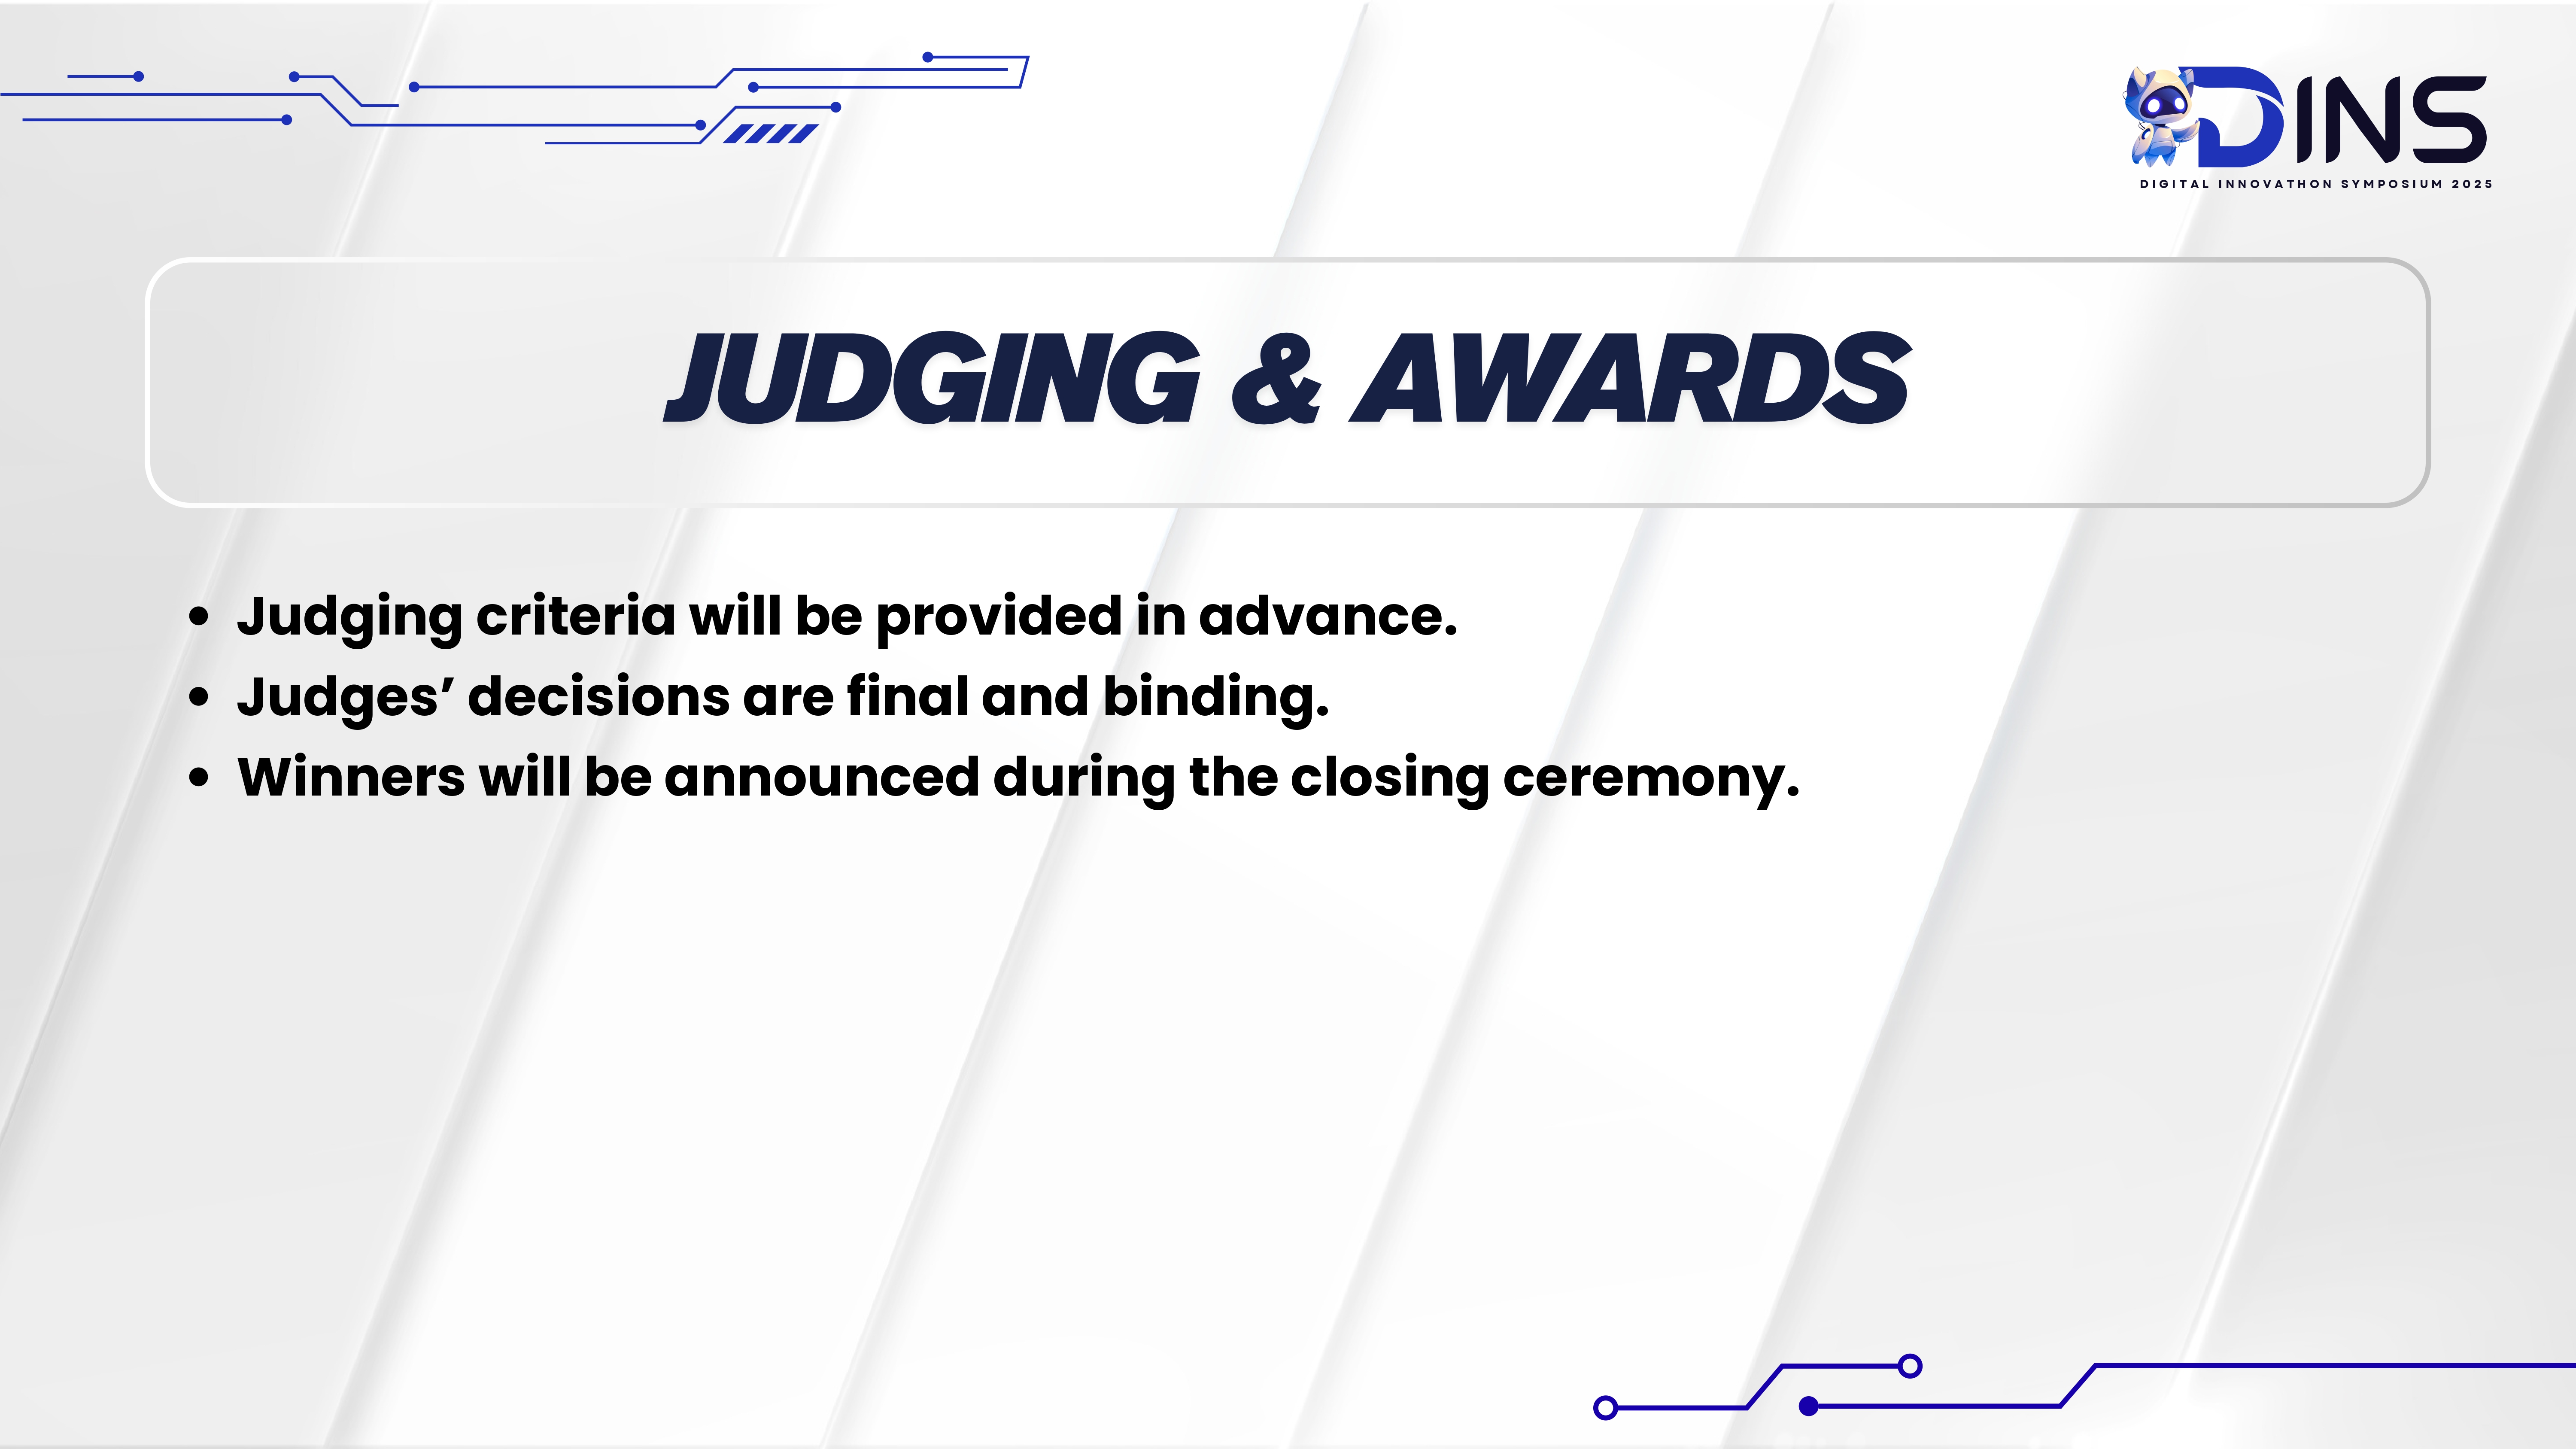 DINS
DIGITAL INNOVATHON SYMPOSIUM 2025
JUDGING & AWARDS
• Judging criteria will be provided in advance.
• Judges’ decisions are final and binding.
• Winners will be announced during the closing ceremony.